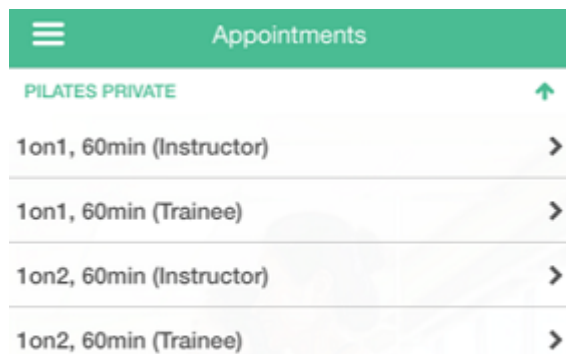 Appointments
PILATES PRIVATE
1on1, 60min (Instructor)
1on1, 60min (Trainee)
1on2, 60min (Instructor)
1on2, 60min (Trainee)